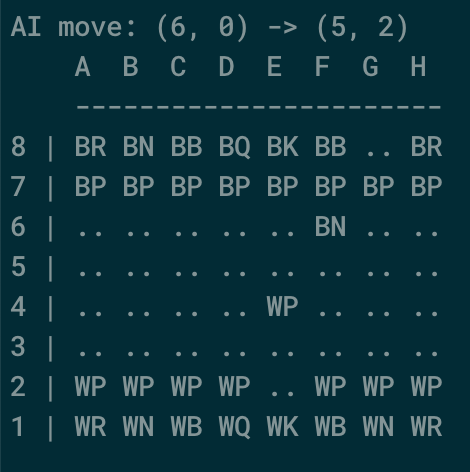 AI move: (6, 0) -> (5, 2)
A B C D E F G H
-----------------------
8 | BR BN BB BQ BK BB .. BR
7 | BP BP BP BP BP BP BP BP
6 | .. .. .. .. .. BN .. ..
5 | .. .. .. .. .. .. .. ..
4 | .. .. .. .. WP .. .. ..
3 | .. .. .. .. .. .. .. ..
2 | WP WP WP WP .. WP WP WP
1 | WR WN WB WQ WK WB WN WR